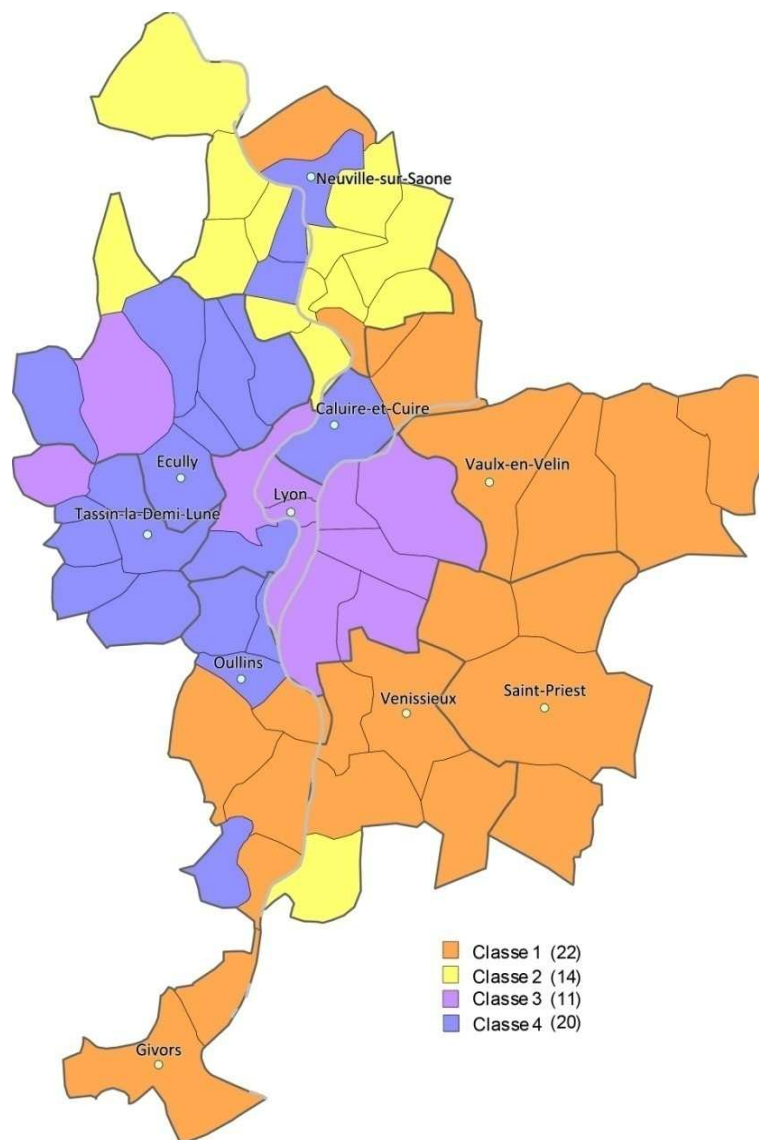 Neuville-sur-Saone
Caluire-et-Cuire
Ecully
Vaulx-en-Velin
Lyon
Tassin-la-Demi-Lune
Oullins
Venissieux
Saint-Priest
Classe 1 (22)
Classe 2 (14)
Classe 3 (11)
Classe 4 (20)
Givors